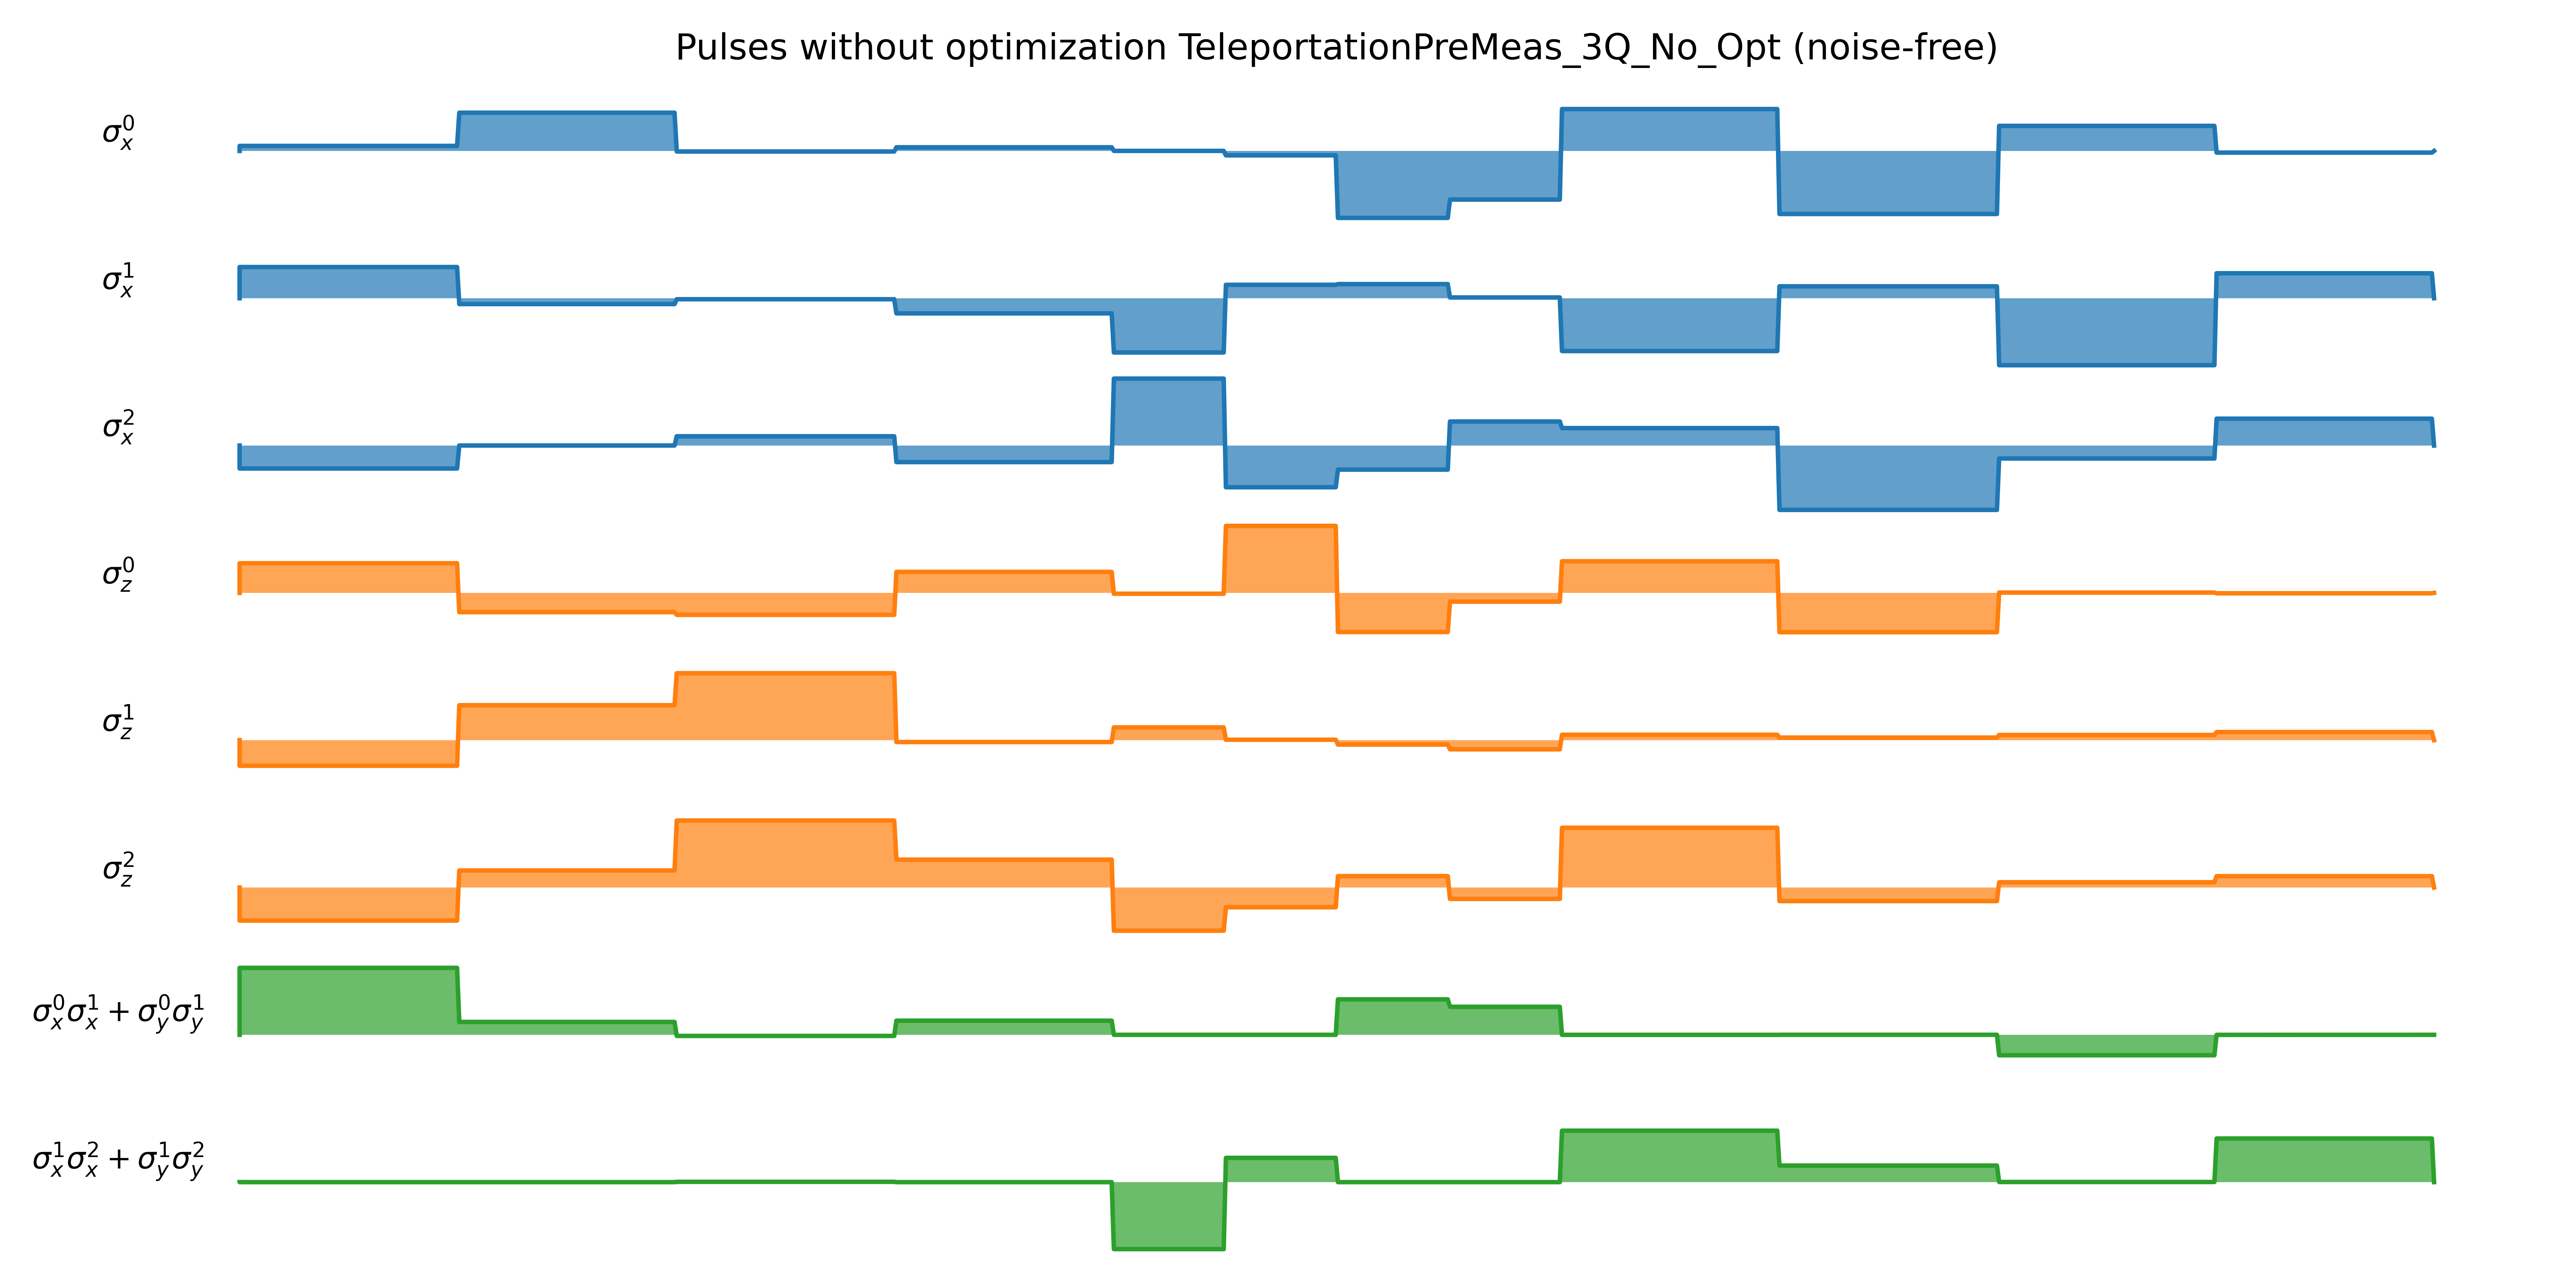 Pulses without optimization TeleportationPreMeas_3Q_No_Opt (noise-free)
σ_x^0
σ_x^1
σ_x^2
σ_z^0
σ_z^1
σ_z^2
σ_x^0σ_x^1 + σ_y^0σ_y^1
σ_x^1σ_x^2 + σ_y^1σ_y^2